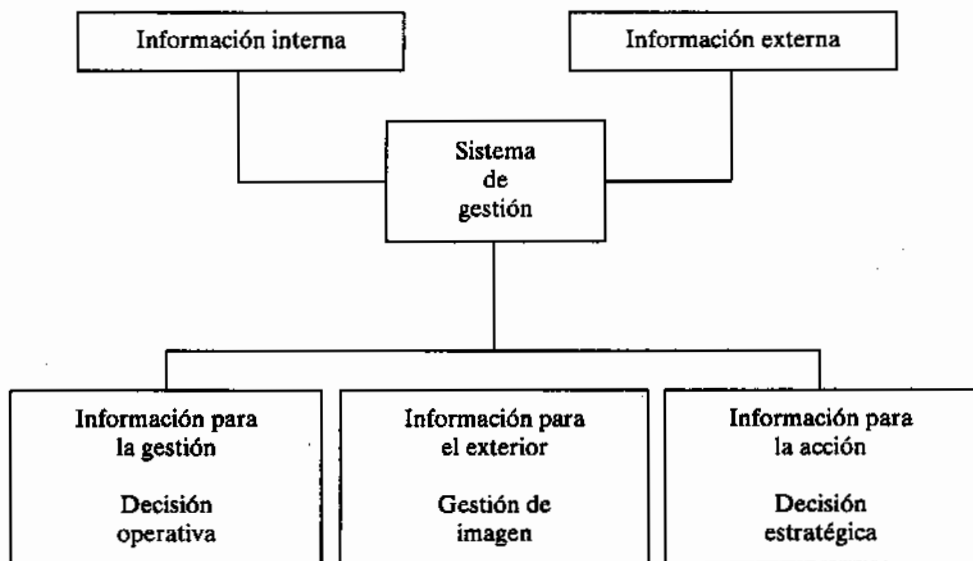 Información interna
Información externa
Sistema
de
gestión
Información para
la gestión
Decisión
operativa
Información para
el exterior
Gestión de
imagen
Información para
la acción
Decisión
estratégica